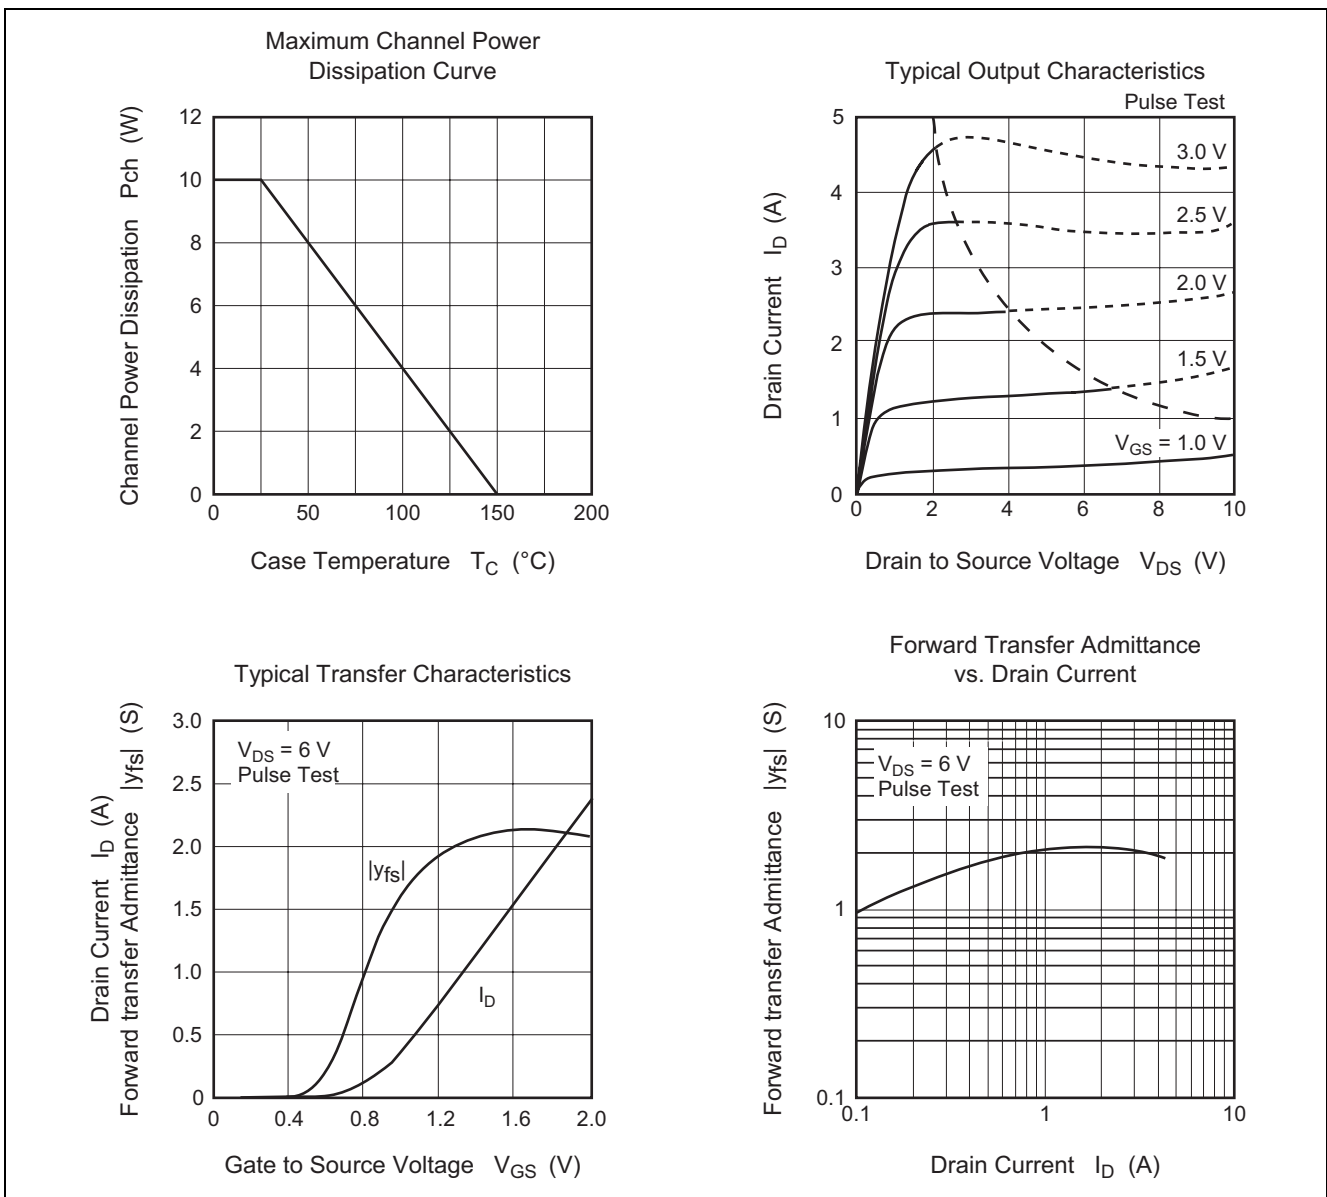 Maximum Channel Power
Dissipation Curve
Channel Power Dissipation Pch (W)
12
10
8
6
4
2
0
0 50 100 150 200
Case Temperature TC (°C)
Typical Output Characteristics
Pulse Test
Drain Current ID (A)
5
4
3
2
1
0
3.0 V
2.5 V
2.0 V
1.5 V
VGS = 1.0 V
0 2 4 6 8 10
Drain to Source Voltage VDS (V)
Typical Transfer Characteristics
Drain Current ID (A)
Forward transfer Admittance |yfs| (S)
3.0
2.5
2.0
1.5
1.0
0.5
0
VDS = 6 V
Pulse Test
|yfs|
ID
0 0.4 0.8 1.2 1.6 2.0
Gate to Source Voltage VGS (V)
Forward Transfer Admittance
vs. Drain Current
Forward transfer Admittance |yfs| (S)
10
1
0.1
VDS = 6 V
Pulse Test
0.1 1 10
Drain Current ID (A)